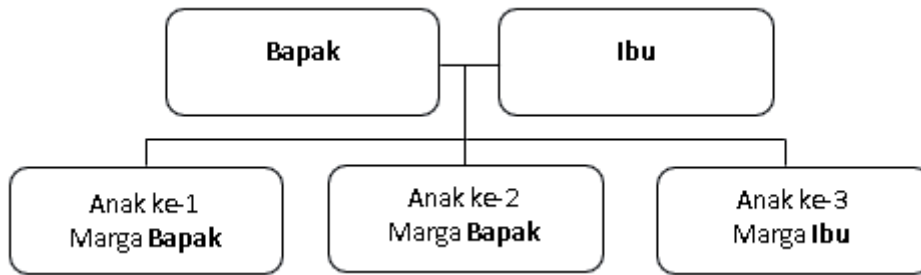 Bapak
Ibu
Anak ke-1
Marga Bapak
Anak ke-2
Marga Bapak
Anak ke-3
Marga Ibu